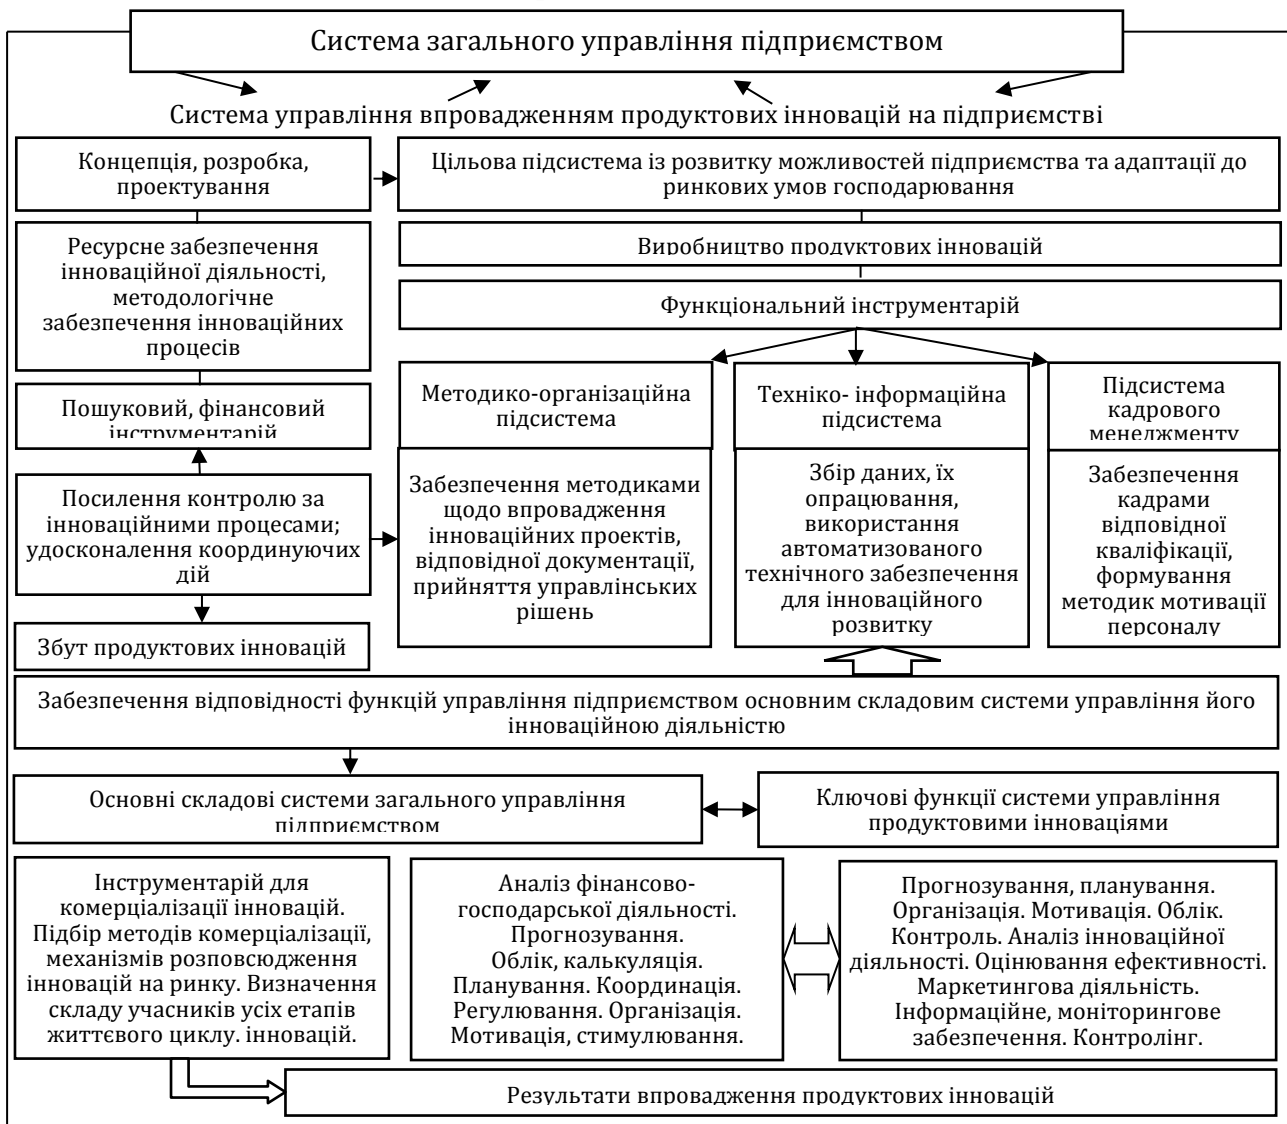 Система загального управління підприємством
Система управління впровадженням продуктових інновацій на підприємстві
Концепція, розробка,
проектування
Цільова підсистема із розвитку можливостей підприємства та адаптації до
ринкових умов господарювання
Ресурсне забезпечення
інноваційної діяльності,
методологічне
забезпечення інноваційних
процесів
Виробництво продуктових інновацій
Функціональний інструментарій
Пошуковий, фінансовий
інструментарій
Методико-організаційна
підсистема
Техніко- інформаційна
підсистема
Підсистема
кадрового
менеджменту
Посилення контролю за
інноваційними процесами;
удосконалення координуючих
дій
Забезпечення методиками
щодо впровадження
інноваційних проектів,
відповідної документації,
прийняття управлінських
рішень
Збір даних, їх
опрацювання,
використання
автоматизованого
технічного забезпечення
для інноваційного
розвитку
Забезпечення
кадрами
відповідної
кваліфікації,
формування
методик мотивації
персоналу
Збут продуктових інновацій
Забезпечення відповідності функцій управління підприємством основним складовим системи управління його
інноваційною діяльністю
Основні складові системи загального управління
підприємством
Ключові функції системи управління
продуктовими інноваціями
Інструментарій для
комерціалізації інновацій.
Підбір методів комерціалізації,
механізмів розповсюдження
інновацій на ринку. Визначення
складу учасників усіх етапів
життєвого циклу. інновацій.
Аналіз фінансово-
господарської діяльності.
Прогнозування.
Облік, калькуляція.
Планування. Координація.
Регулювання. Організація.
Мотивація, стимулювання.
Прогнозування, планування.
Організація. Мотивація. Облік.
Контроль. Аналіз інноваційної
діяльності. Оцінювання ефективності.
Маркетингова діяльність.
Інформаційне, моніторингове
забезпечення. Контролінг.
Результати впровадження продуктових інновацій